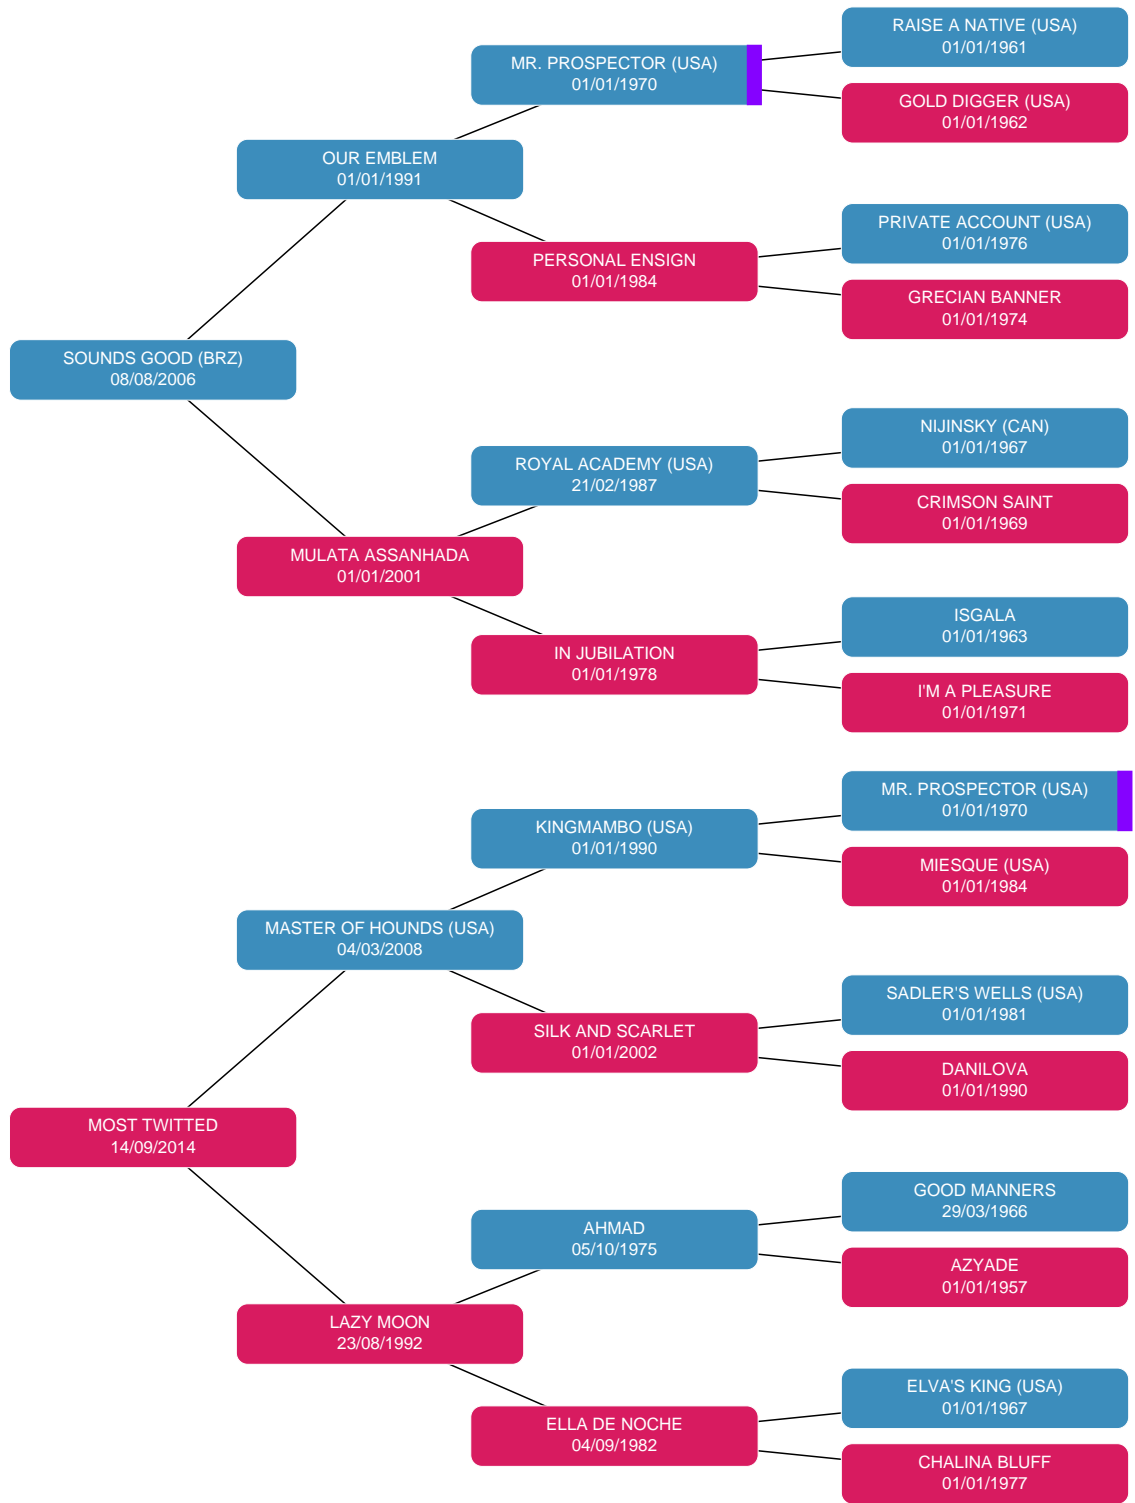 RAISE A NATIVE (USA)
01/01/1961
MR. PROSPECTOR (USA)
01/01/1970
GOLD DIGGER (USA)
01/01/1962
OUR EMBLEM
01/01/1991
PRIVATE ACCOUNT (USA)
01/01/1976
PERSONAL ENSIGN
01/01/1984
GRECIAN BANNER
01/01/1974
SOUNDS GOOD (BRZ)
08/08/2006
NIJINSKY (CAN)
01/01/1967
ROYAL ACADEMY (USA)
21/02/1987
CRIMSON SAINT
01/01/1969
MULATA ASSANHADA
01/01/2001
ISGALA
01/01/1963
IN JUBILATION
01/01/1978
I'M A PLEASURE
01/01/1971
MR. PROSPECTOR (USA)
01/01/1970
KINGMAMBO (USA)
01/01/1990
MIESQUE (USA)
01/01/1984
MASTER OF HOUNDS (USA)
04/03/2008
SADLER'S WELLS (USA)
01/01/1981
SILK AND SCARLET
01/01/2002
DANILOVA
01/01/1990
MOST TWITTED
14/09/2014
GOOD MANNERS
29/03/1966
AHMAD
05/10/1975
AZYADE
01/01/1957
LAZY MOON
23/08/1992
ELVA'S KING (USA)
01/01/1967
ELLA DE NOCHE
04/09/1982
CHALINA BLUFF
01/01/1977